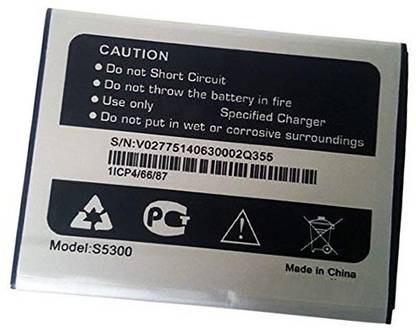 CAUTION
Do not Short Circuit
Do not throw the battery in fire
Use only Specified Charger
Do not put in wet or corrosive surroundings
S/N:V02775140630002Q355
1ICP4/66/87
Model:S5300
Made in China